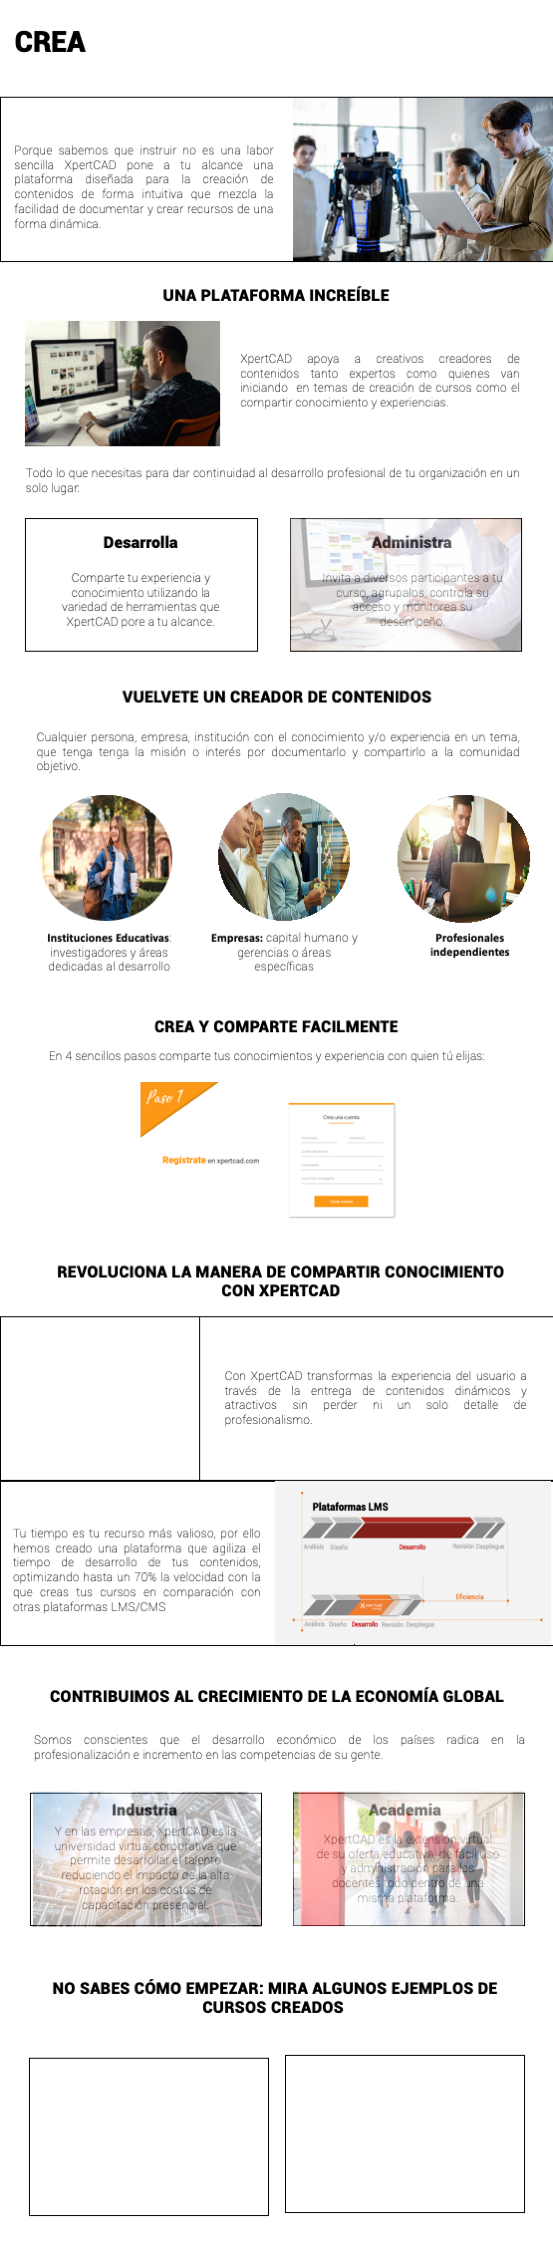 CREA
Porque sabemos que instruir no es una labor
sencilla XpertCAD pone a tu alcance una
plataforma diseñada para la creación de
contenidos de forma intuitiva que mezcla la
facilidad de documentar y crear recursos de una
forma dinámica.
UNA PLATAFORMA INCREÍBLE
XpertCAD apoya a creativos creadores de
contenidos tanto expertos como quienes van
iniciando en temas de creación de cursos como el
compartir conocimiento y experiencias.
Todo lo que necesitas para dar continuidad al desarrollo profesional de tu organización en un
solo lugar.
Desarrolla
Comparte tu experiencia y
conocimiento utilizando la
variedad de herramientas que
XpertCAD pore a tu alcance.
Administra
Invita a diversos participantes a tu
curso, agrupalos, controla su
acceso y monitorea su
desempeño.
VUELVETE UN CREADOR DE CONTENIDOS
Cualquier persona, empresa, institución con el conocimiento y/o experiencia en un tema,
que tenga tenga la misión o interés por documentarlo y compartirlo a la comunidad
objetivo.
Instituciones Educativas:
investigadores y áreas
dedicadas al desarrollo
Empresas: capital humano y
gerencias o áreas
específicas
Profesionales
independientes
CREA Y COMPARTE FACILMENTE
En 4 sencillos pasos comparte tus conocimientos y experiencia con quien tú elijas:
Paso 1
Regístrate en xpertcad.com
Crea una cuenta
REVOLUCIONA LA MANERA DE COMPARTIR CONOCIMIENTO
CON XPERTCAD
Con XpertCAD transformas la experiencia del usuario a
través de la entrega de contenidos dinámicos y
atractivos sin perder ni un solo detalle de
profesionalismo.
Tu tiempo es tu recurso más valioso, por ello
hemos creado una plataforma que agiliza el
tiempo de desarrollo de tus contenidos,
optimizando hasta un 70% la velocidad con la
que creas tus cursos en comparación con
otras plataformas LMS/CMS
Plataformas LMS
Análisis Diseño Desarrollo Revisión Despliegue
Eficiencia
Análisis Diseño Desarrollo Revisión Despliegue
CONTRIBUIMOS AL CRECIMIENTO DE LA ECONOMÍA GLOBAL
Somos conscientes que el desarrollo económico de los países radica en la
profesionalización e incremento en las competencias de su gente.
Industria
Y en las empresas, XpertCAD es la
universidad virtual corporativa que
permite desarrollar el talento
reduciendo el impacto de la alta
rotación en los costos de
capacitación presencial.
Academia
XpertCAD es la extensión virtual
de su oferta educativa, de fácil uso
y administración para los
docentes todo dentro de una
misma plataforma.
NO SABES CÓMO EMPEZAR: MIRA ALGUNOS EJEMPLOS DE
CURSOS CREADOS